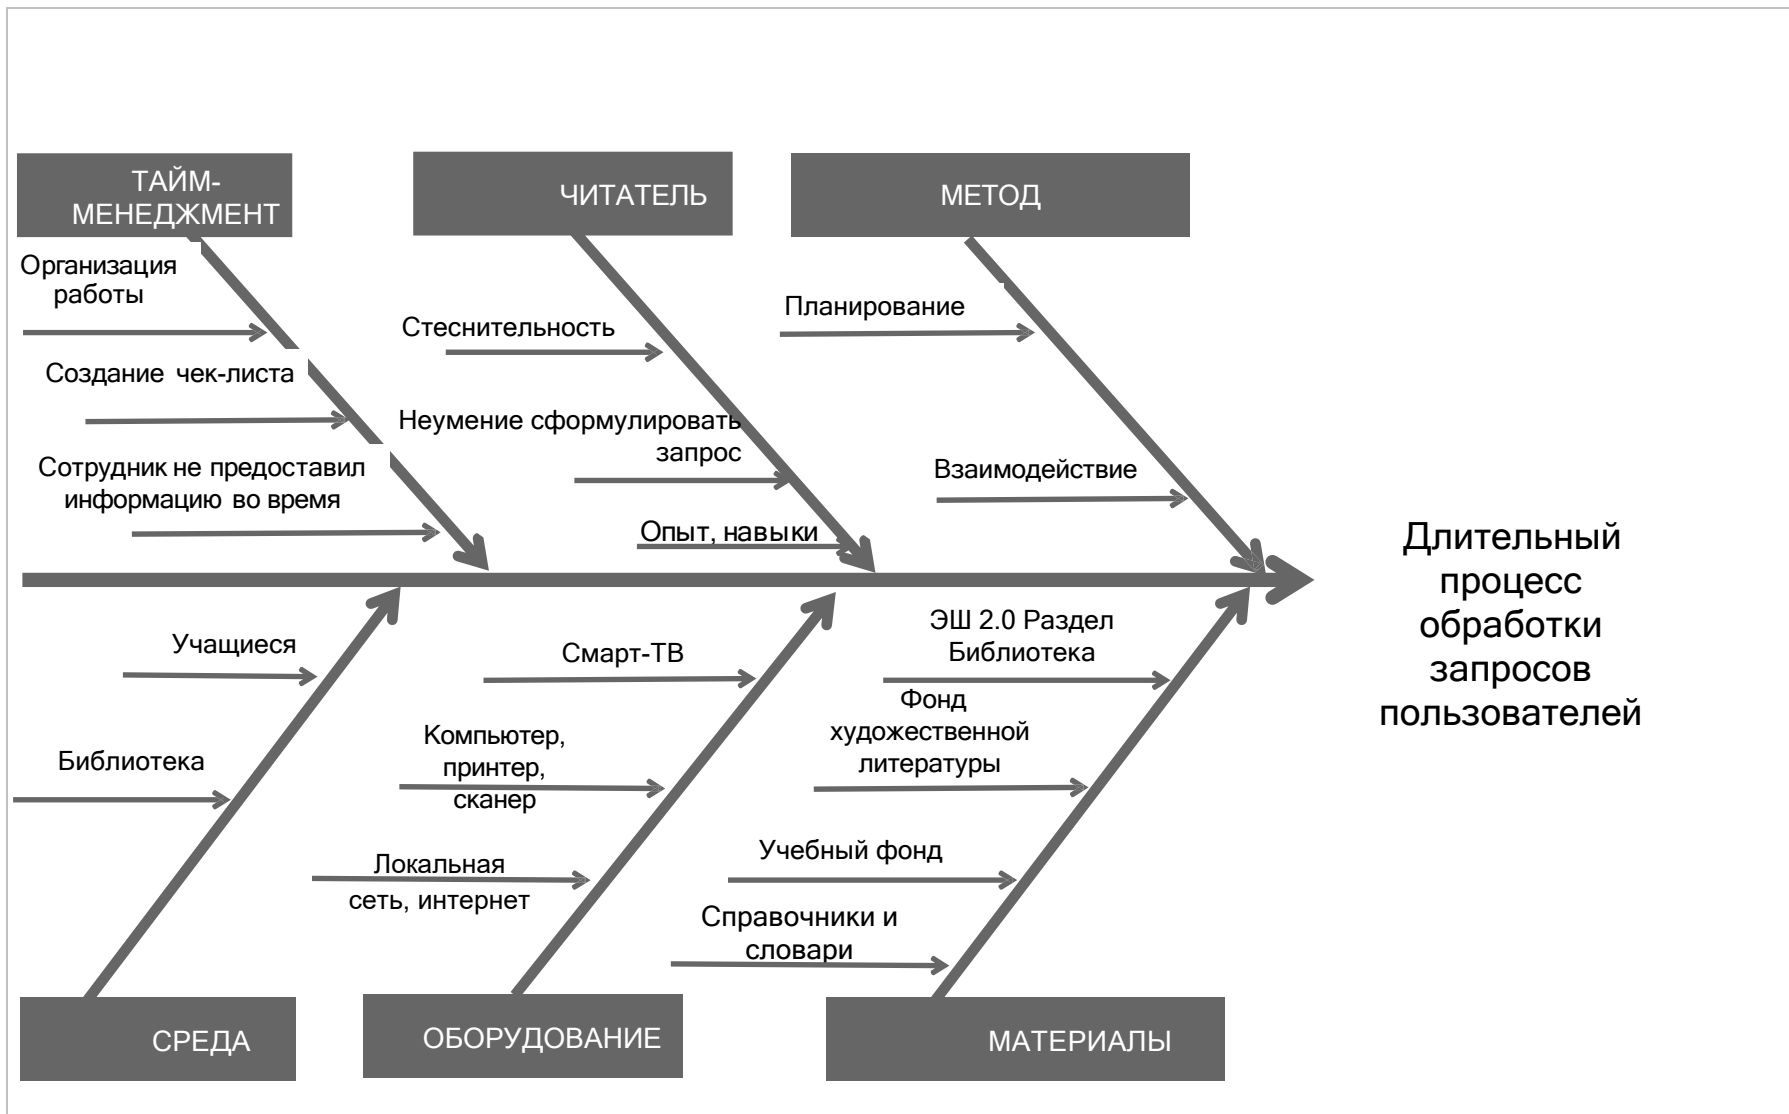 ТАЙМ-
МЕНЕДЖМЕНТ
ЧИТАТЕЛЬ
МЕТОД
Организация
работы
Создание чек-листа
Сотрудник не предоставил
информацию во время
Стеснительность
Неумение сформулировать
запрос
Опыт, навыки
Планирование
Взаимодействие
Длительный
процесс
обработки
запросов
пользователей
Учащиеся
Библиотека
Смарт-ТВ
Компьютер,
принтер,
сканер
Локальная
сеть, интернет
ЭШ 2.0 Раздел
Библиотека
Фонд
художественной
литературы
Учебный фонд
Справочники и
словари
СРЕДА
ОБОРУДОВАНИЕ
МАТЕРИАЛЫ